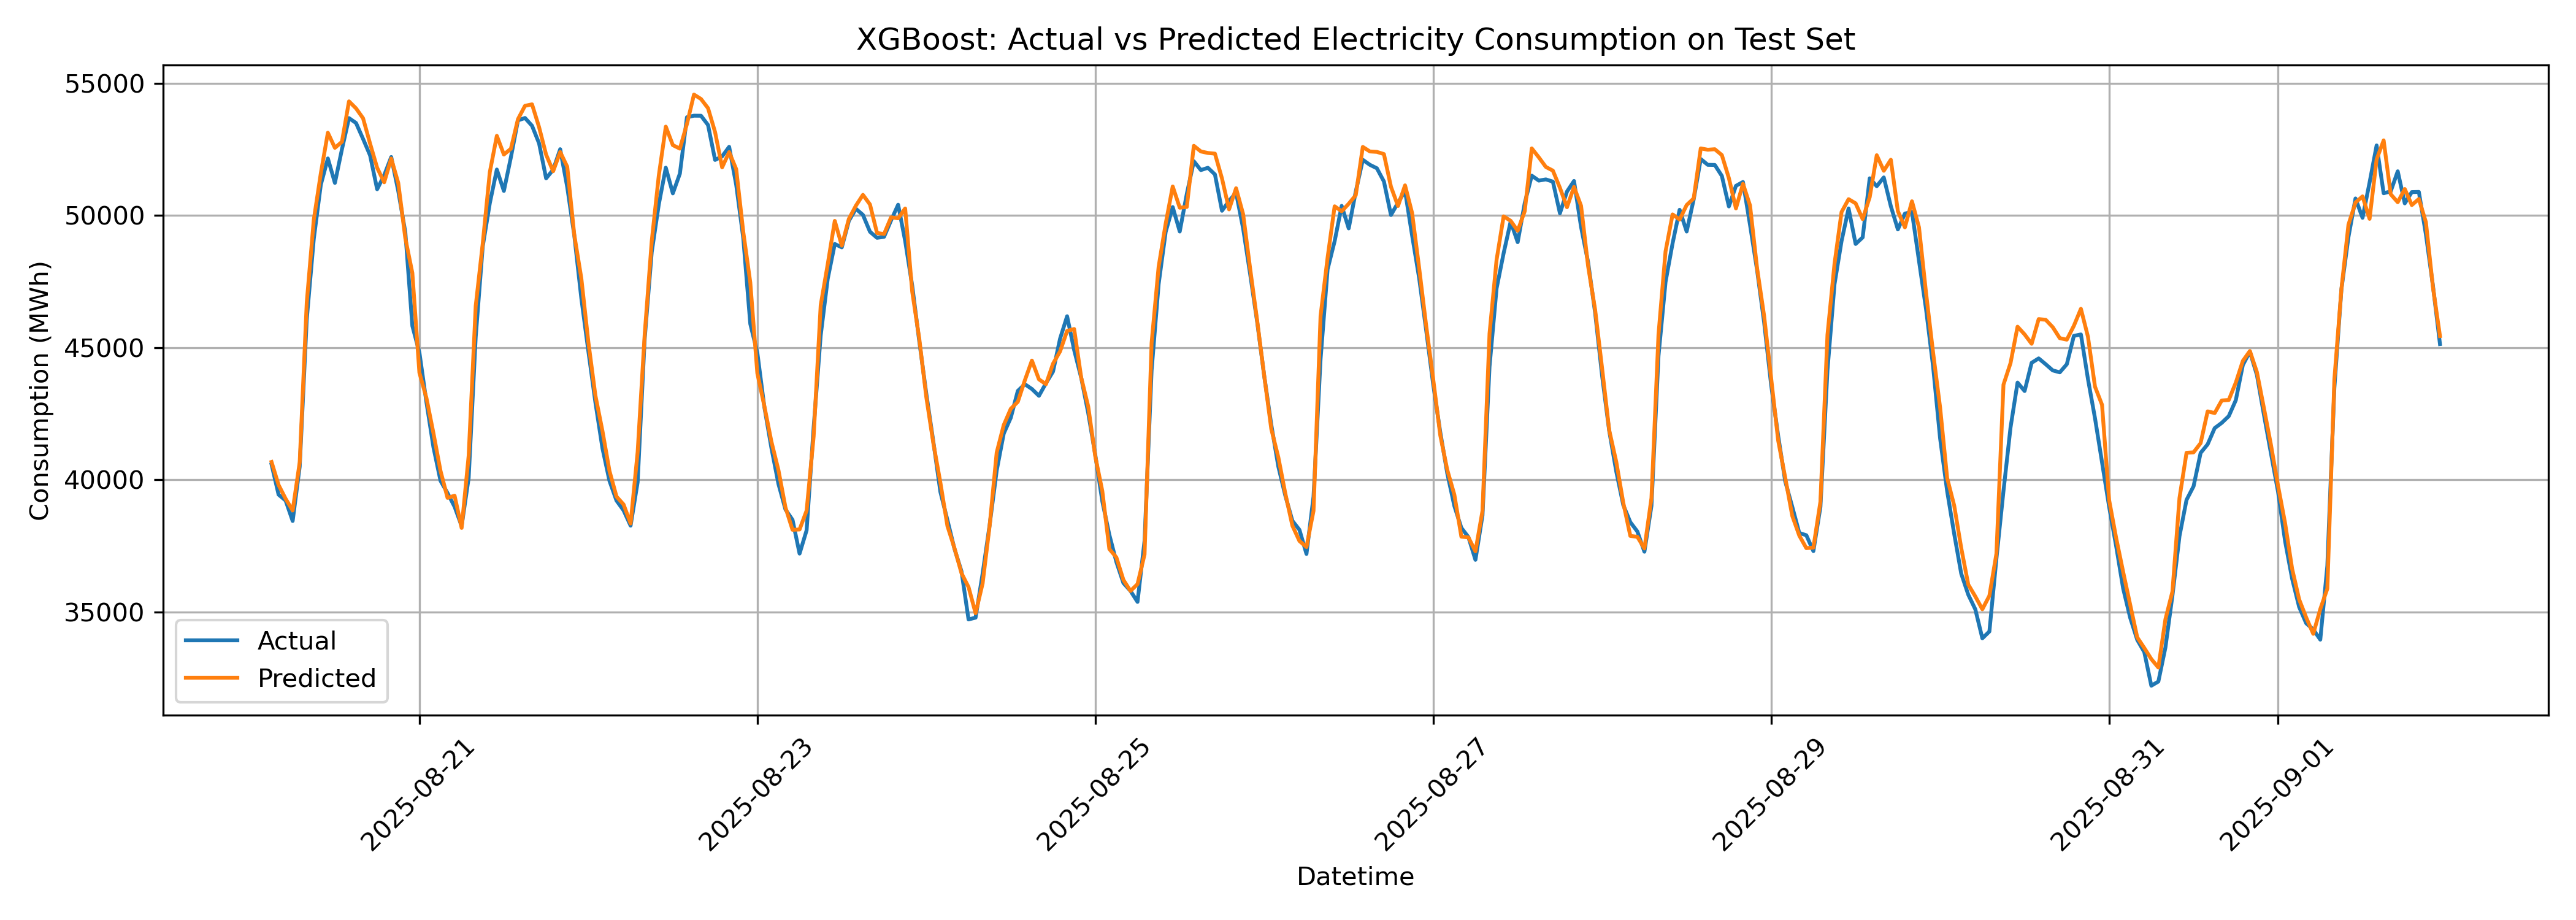 XGBoost: Actual vs Predicted Electricity Consumption on Test Set
Consumption (MWh)
55000
50000
45000
40000
35000
Actual
Predicted
2025-08-21
2025-08-23
2025-08-25
2025-08-27
2025-08-29
2025-08-31
2025-09-01
Datetime